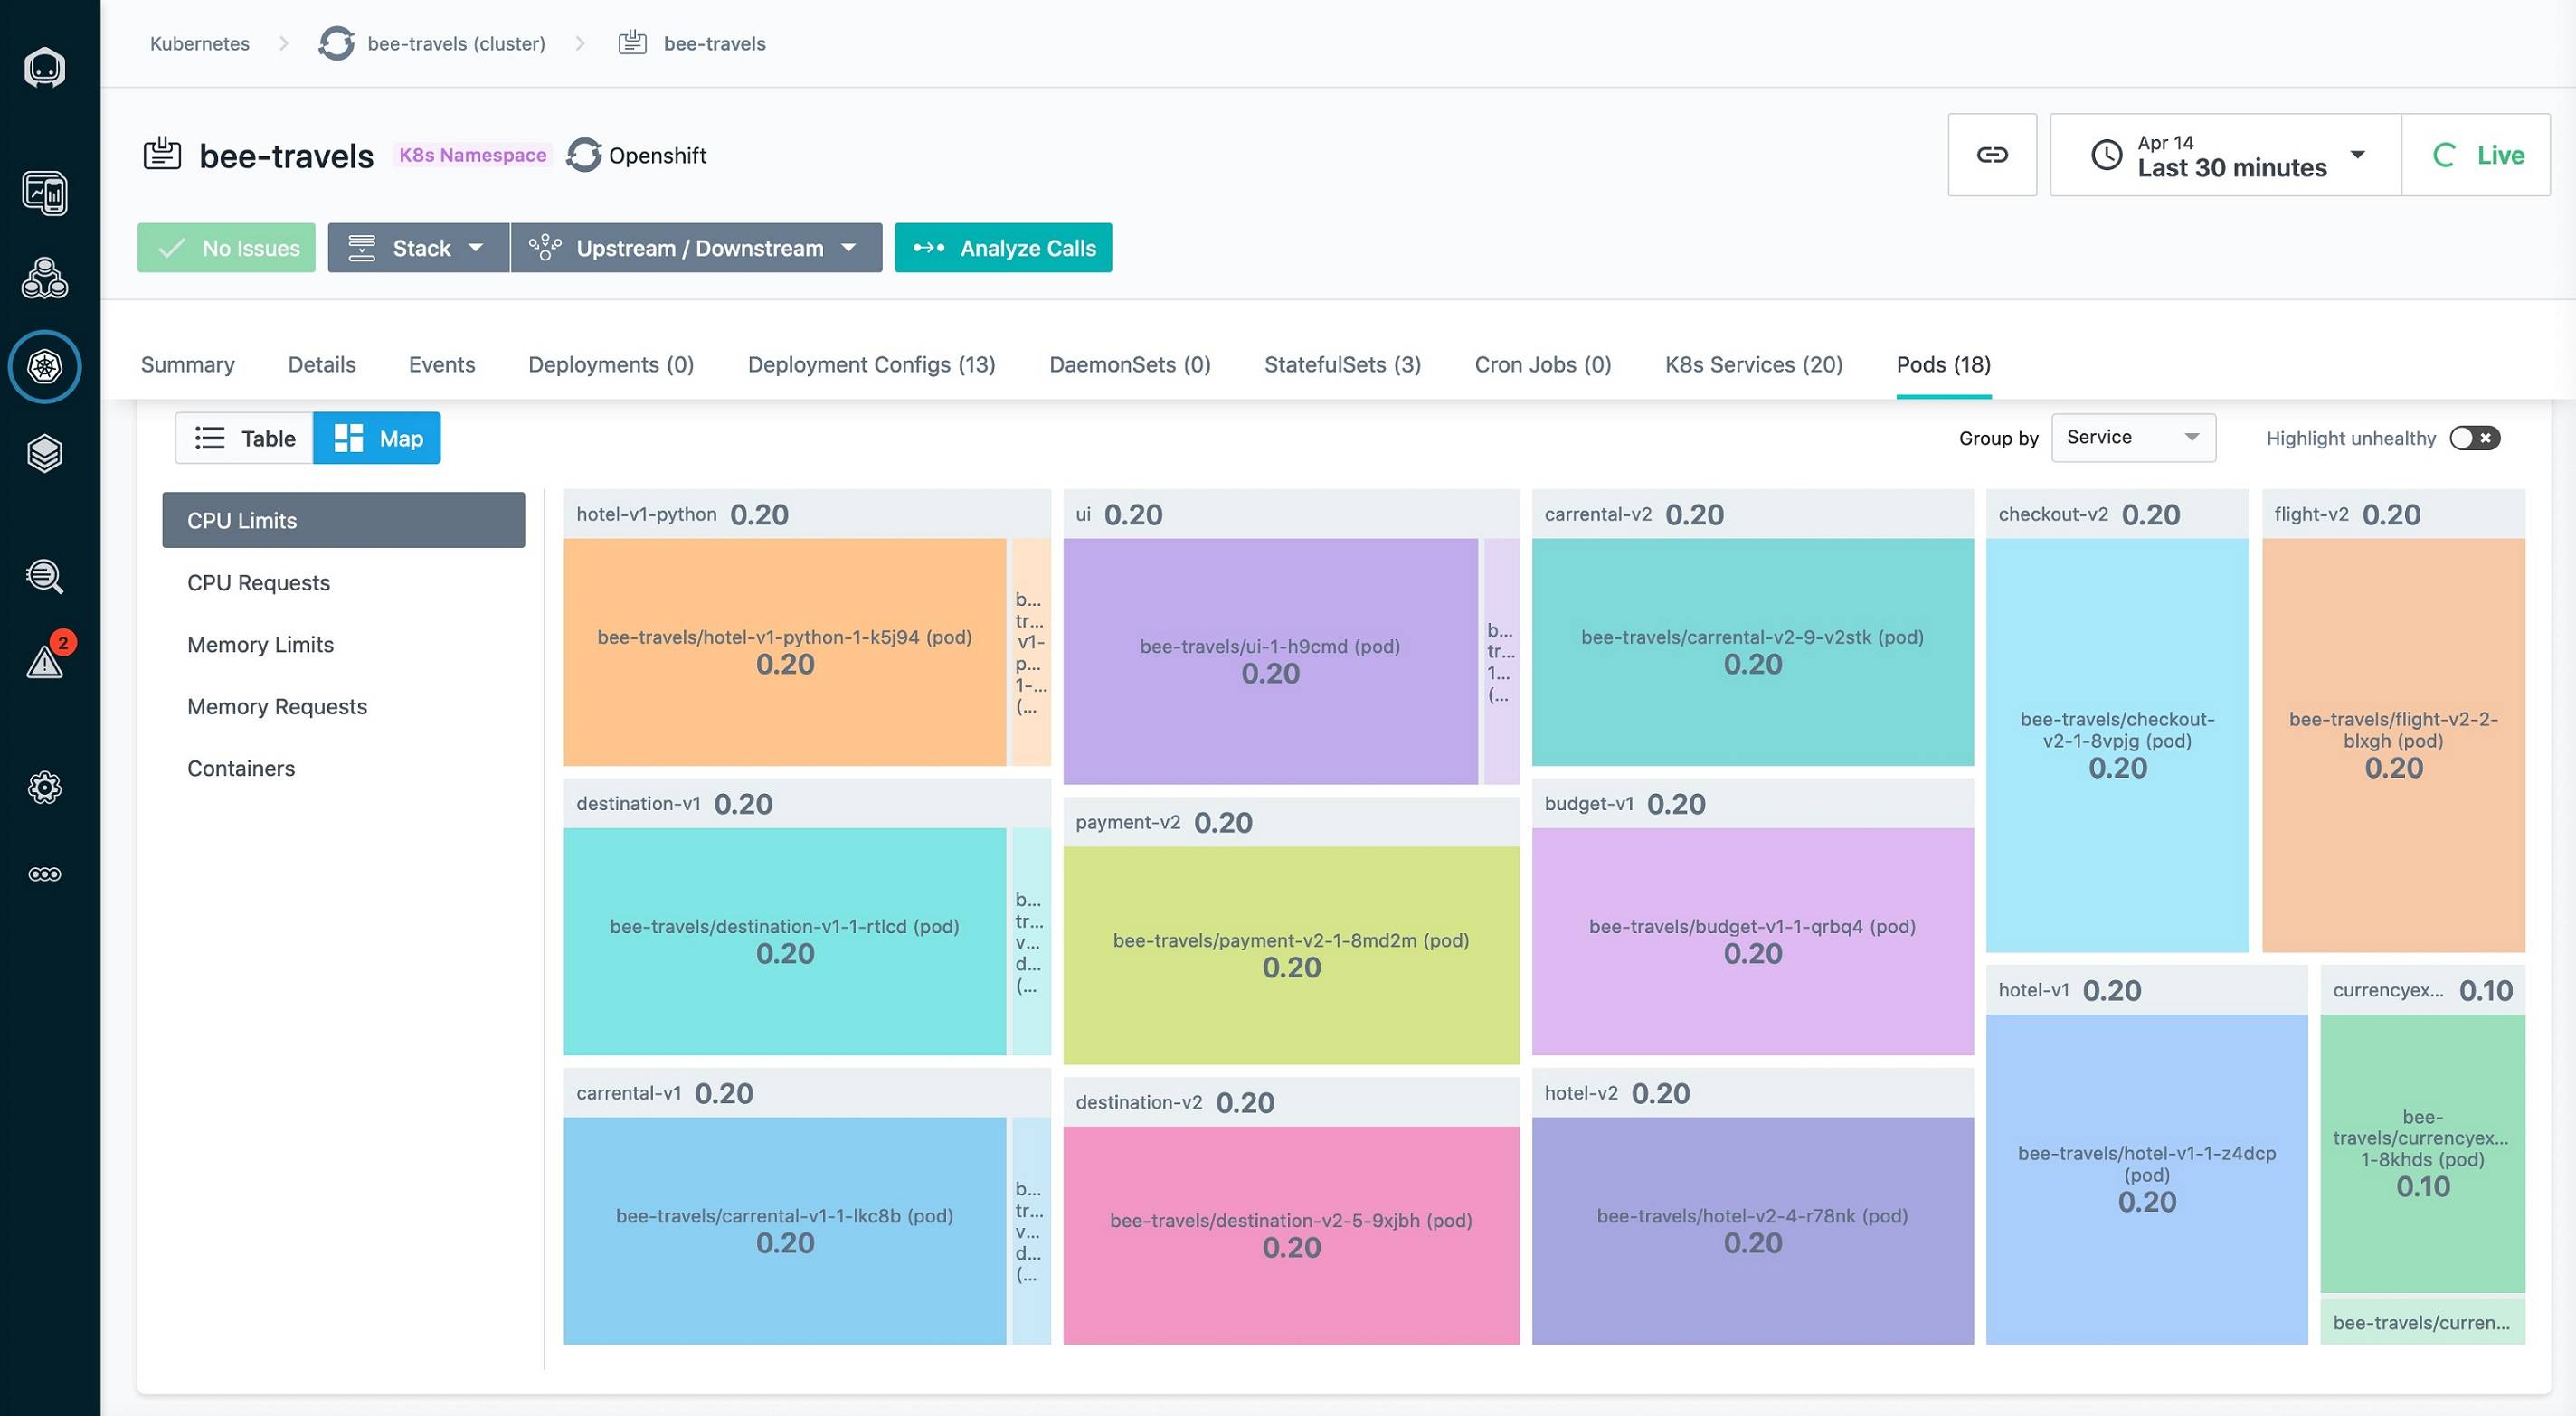 Kubernetes
bee-travels (cluster)
bee-travels
bee-travels K8s Namespace Openshift
Apr 14
Last 30 minutes
Live
No Issues
Stack
Upstream / Downstream
Analyze Calls
Summary
Details
Events
Deployments (0)
Deployment Configs (13)
DaemonSets (0)
StatefulSets (3)
Cron Jobs (0)
K8s Services (20)
Pods (18)
2
Table
Map
Group by
Service
Highlight unhealthy
CPU Limits
CPU Requests
Memory Limits
Memory Requests
Containers
hotel-v1-python 0.20
bee-travels/hotel-v1-python-1-k5j94 (pod)
0.20
b...
tr...
v1-
p...
1-...
(...
destination-v1 0.20
bee-travels/destination-v1-1-rtlcd (pod)
0.20
b...
tr...
v...
d...
(...
carrental-v1 0.20
bee-travels/carrental-v1-1-lkc8b (pod)
0.20
b...
tr...
v...
d...
(...
ui 0.20
bee-travels/ui-1-h9cmd (pod)
0.20
b...
tr...
1...
(...
payment-v2 0.20
bee-travels/payment-v2-1-8md2m (pod)
0.20
destination-v2 0.20
bee-travels/destination-v2-5-9xjbh (pod)
0.20
carrental-v2 0.20
bee-travels/carrental-v2-9-v2stk (pod)
0.20
budget-v1 0.20
bee-travels/budget-v1-1-qrbq4 (pod)
0.20
hotel-v2 0.20
bee-travels/hotel-v2-4-r78nk (pod)
0.20
checkout-v2 0.20
bee-travels/checkout-
v2-1-8vpjg (pod)
0.20
flight-v2 0.20
bee-travels/flight-v2-2-
blxgh (pod)
0.20
hotel-v1 0.20
bee-travels/hotel-v1-1-z4dcp
(pod)
0.20
currencyex... 0.10
bee-
travels/currencyex...
1-8khds (pod)
0.10
bee-travels/curren...